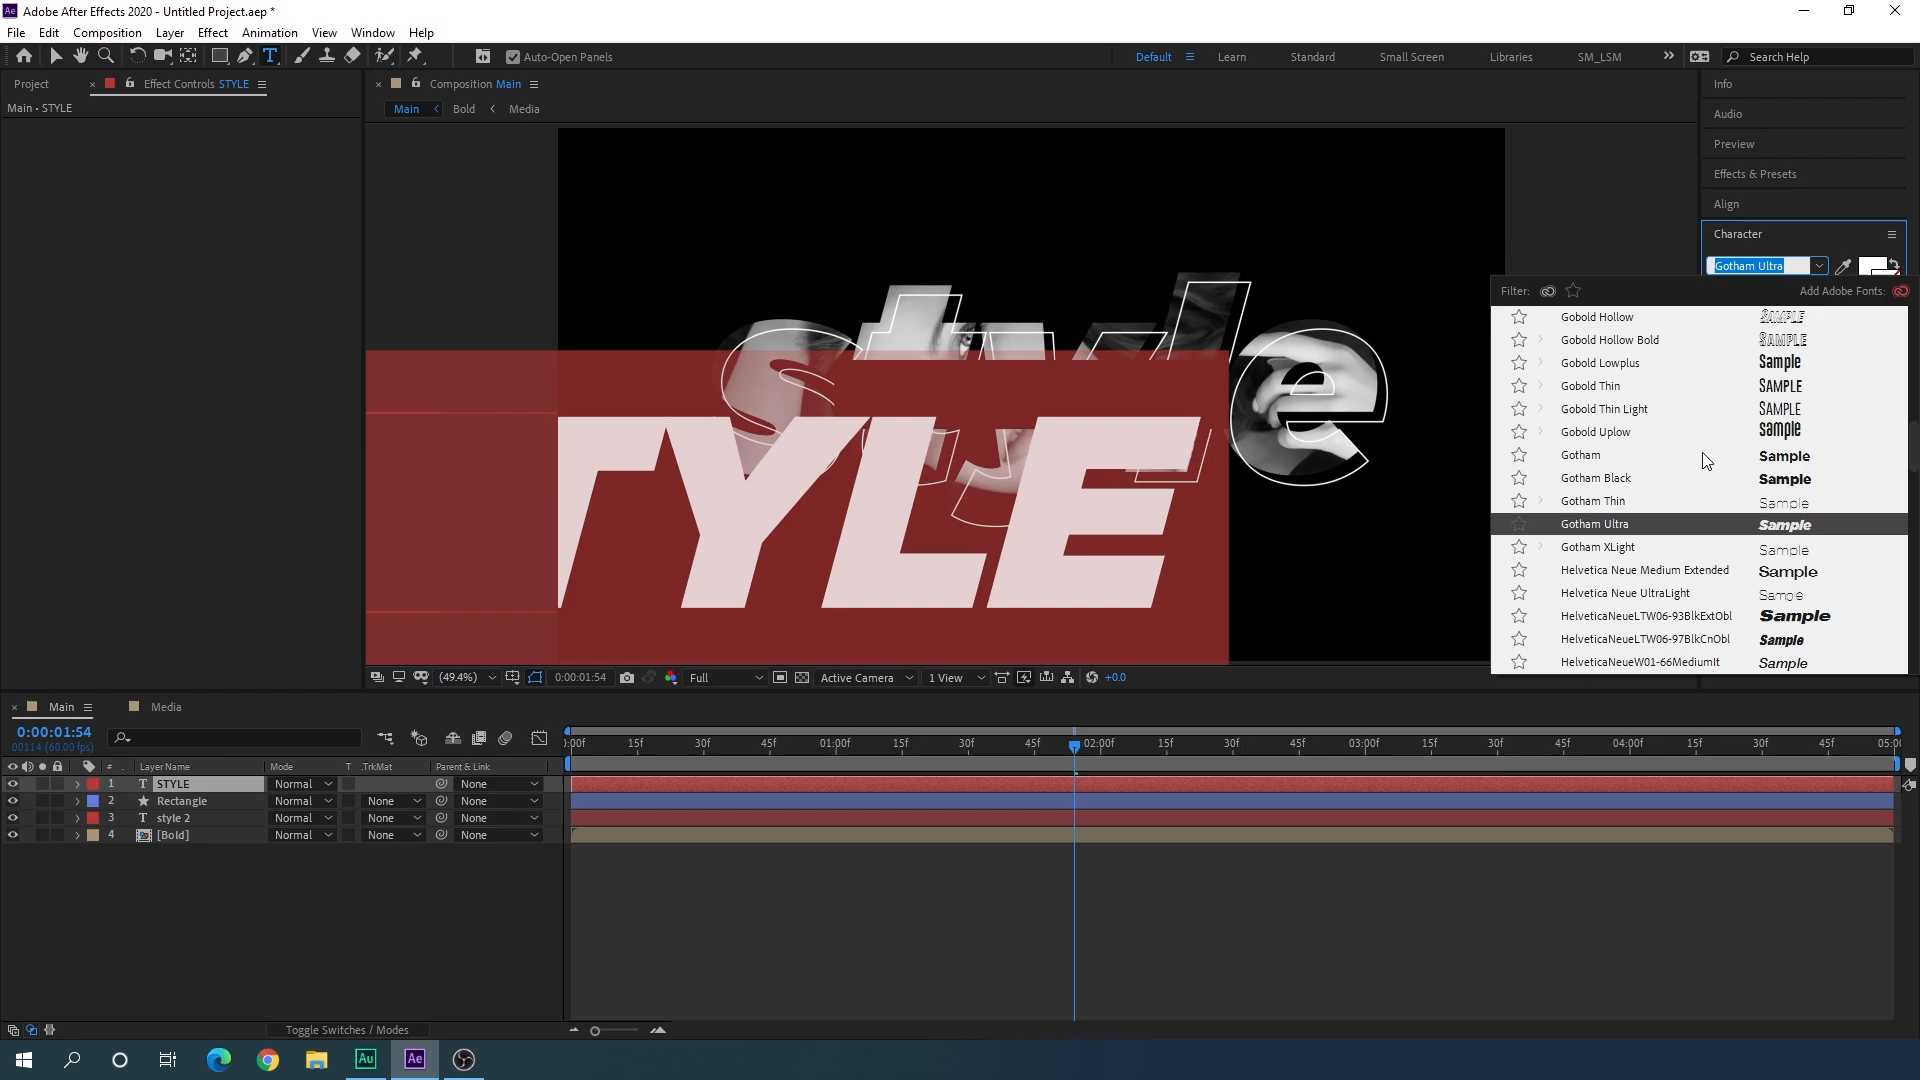 Adobe After Effects 2020 - Untitled Project.aep *
File Edit Composition Layer Effect Animation View Window Help
Auto-Open Panels
Default Learn Standard Small Screen Libraries SM_LSM Search Help
Project Effect Controls STYLE
Main • STYLE
Composition Main
Main Bold Media
Info
Audio
Preview
Effects & Presets
Align
Character
Gotham Ultra
Filter: Add Adobe Fonts:
Gobold Hollow SAMPLE
Gobold Hollow Bold SAMPLE
Gobold Lowplus Sample
Gobold Thin SAMPLE
Gobold Thin Light SAMPLE
Gobold Uplow sample
Gotham Sample
Gotham Black Sample
Gotham Thin Sample
Gotham Ultra Sample
Gotham XLight Sample
Helvetica Neue Medium Extended Sample
Helvetica Neue UltraLight Sample
HelveticaNeueLTW06-93BlkExtObl Sample
HelveticaNeueLTW06-97BlkCnObl Sample
HelveticaNeueW01-66MediumIt Sample
style
TYLE
(49.4%) 0:00:01:54 Full Active Camera 1 View +0.0
Main Media
0:00:01:54
00114 (60.00 fps)
):00f 15f 30f 45f 01:00f 15f 30f 45f 02:00f 15f 30f 45f 03:00f 15f 30f 45f 04:00f 15f 30f 45f 05:0(
# Layer Name Mode T .TrkMat Parent & Link
1 T STYLE Normal None
2 Rectangle Normal None None
3 T style 2 Normal None None
4 [Bold] Normal None None
Toggle Switches / Modes
Au Ae